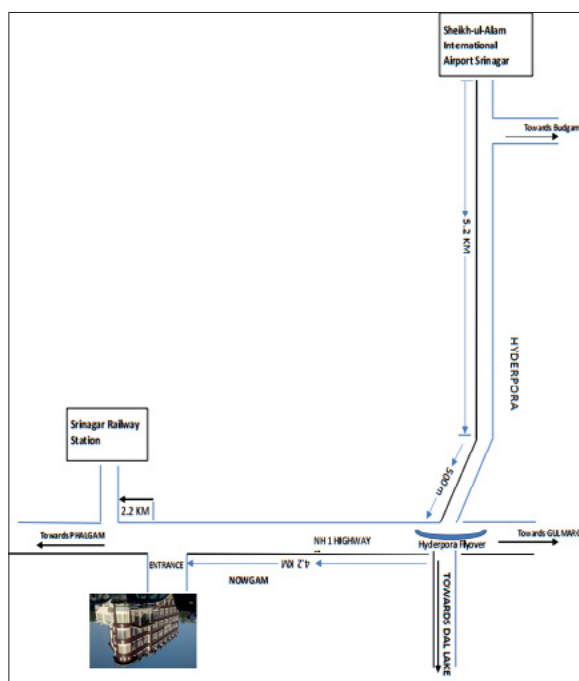 Sheikh-ul-Alam
International
Airport Srinagar
Towards Budgam
5.2 KM
HYDERPORA
Srinagar Railway
Station
500m
2.2 KM
Towards PHALGAM
NH 1 HIGHWAY
Hyderpora Flyover
Towards GULMARG
ENTRANCE
4.2 KM
NOWGAM
TOWARDS DAL LAKE